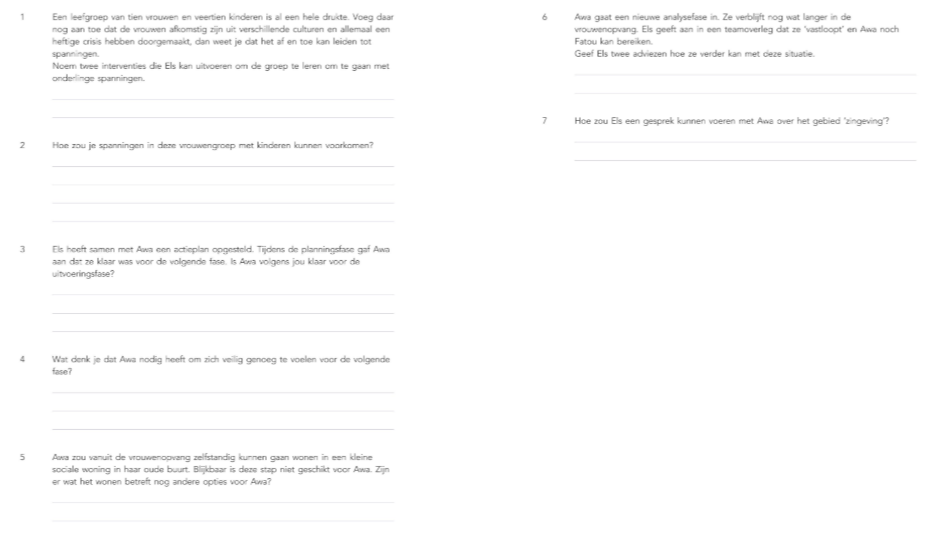 1 Een leefgroep van tien vrouwen en veertien kinderen is al een hele drukte. Voeg daar
nog aan toe dat de vrouwen afkomstig zijn uit verschillende culturen en allemaal een
heftige crisis hebben doorgemaakt, dan weet je dat het af en toe kan leiden tot
spanningen.
Noem twee interventies die Els kan uitvoeren om de groep te leren om te gaan met
onderlinge spanningen.
2 Hoe zou je spanningen in deze vrouwengroep met kinderen kunnen voorkomen?
3 Els heeft samen met Awa een actieplan opgesteld. Tijdens de planningsfase gaf Awa
aan dat ze klaar was voor de volgende fase. Is Awa volgens jou klaar voor de
uitvoeringsfase?
4 Wat denk je dat Awa nodig heeft om zich veilig genoeg te voelen voor de volgende
fase?
5 Awa zou vanuit de vrouwenopvang zelfstandig kunnen gaan wonen in een kleine
sociale woning in haar oude buurt. Blijkbaar is deze stap niet geschikt voor Awa. Zijn
er wat het wonen betreft nog andere opties voor Awa?
6 Awa gaat een nieuwe analysefase in. Ze verblijft nog wat langer in de
vrouwenopvang. Els geeft aan in een teamoverleg dat ze 'vastloopt' en Awa noch
Fatou kan bereiken.
Geef Els twee adviezen hoe ze verder kan met deze situatie.
7 Hoe zou Els een gesprek kunnen voeren met Awa over het gebied 'zingeving'?